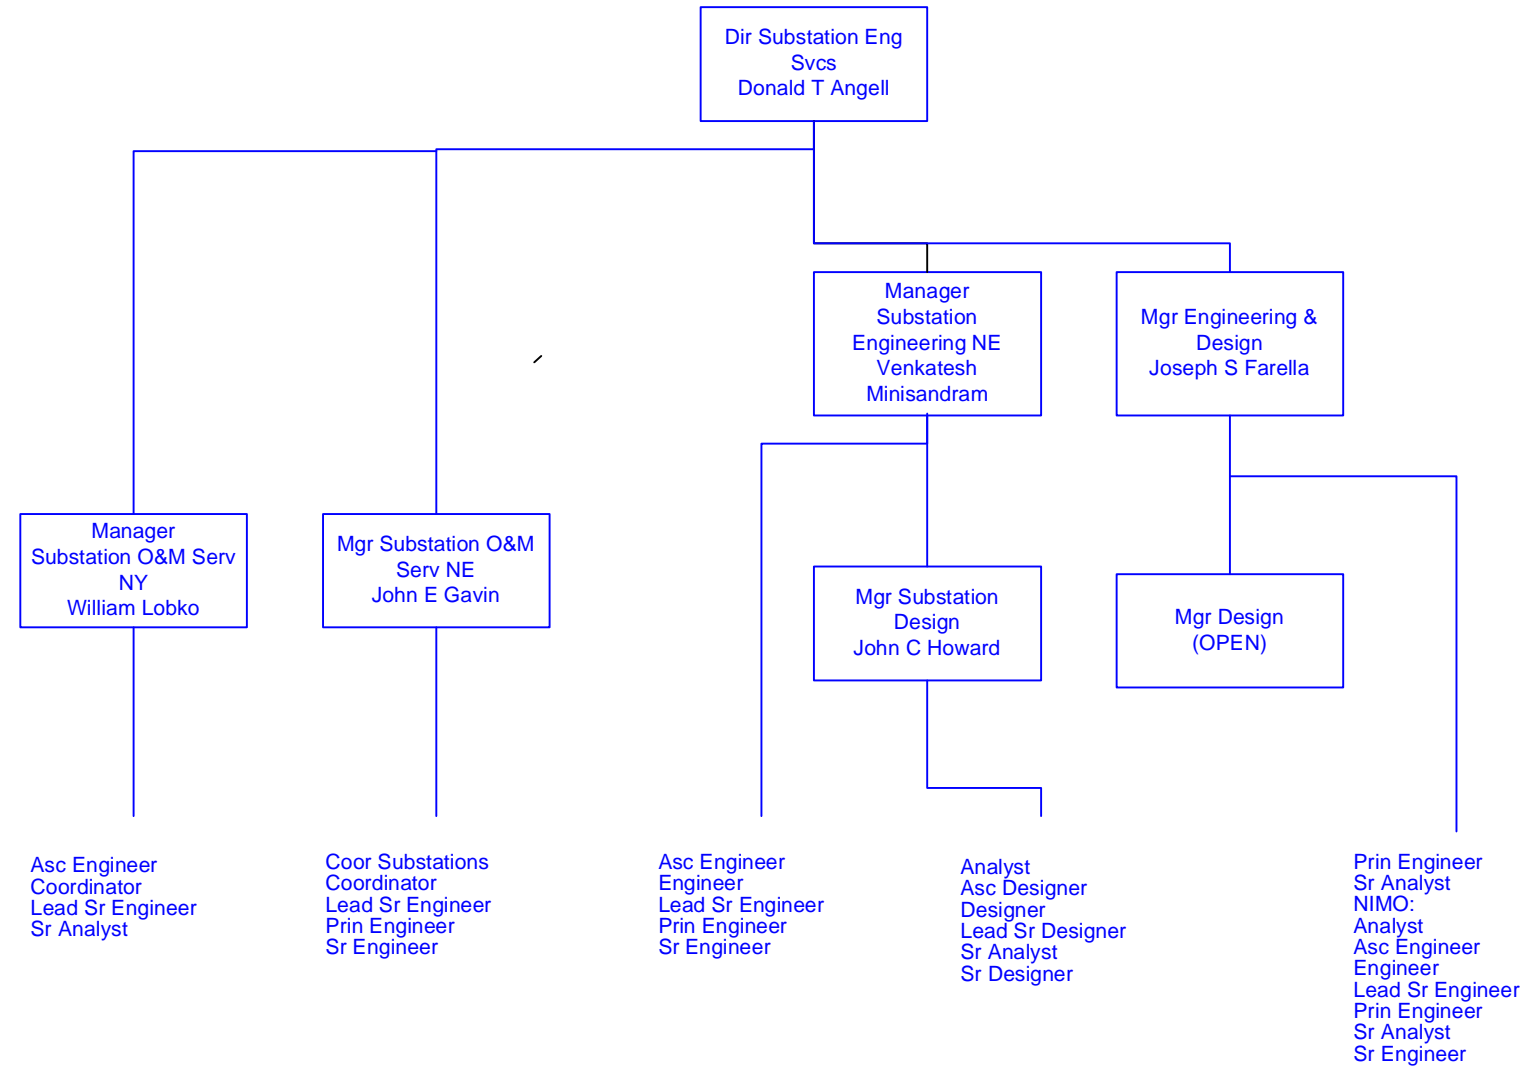 Dir Substation Eng
Svcs
Donald T Angell
Manager
Substation
Engineering NE
Venkatesh
Minisandram
Mgr Engineering &
Design
Joseph S Farella
Manager
Substation O&M Serv
NY
William Lobko
Mgr Substation O&M
Serv NE
John E Gavin
Mgr Substation
Design
John C Howard
Mgr Design
(OPEN)
Asc Engineer
Coordinator
Lead Sr Engineer
Sr Analyst
Coor Substations
Coordinator
Lead Sr Engineer
Prin Engineer
Sr Engineer
Asc Engineer
Engineer
Lead Sr Engineer
Prin Engineer
Sr Engineer
Analyst
Asc Designer
Designer
Lead Sr Designer
Sr Analyst
Sr Designer
Prin Engineer
Sr Analyst
NIMO:
Analyst
Asc Engineer
Engineer
Lead Sr Engineer
Prin Engineer
Sr Analyst
Sr Engineer